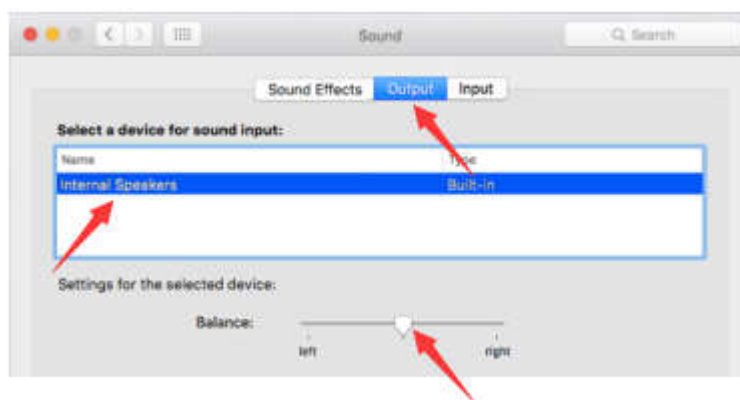 Sound
Search
Sound Effects Output Input
Select a device for sound input:
Name Type
Internal Speakers Built-in
Settings for the selected device:
Balance:
left right